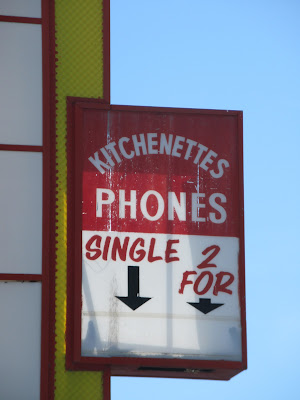 KITCHENETTES
PHONES
SINGLE 2
FOR